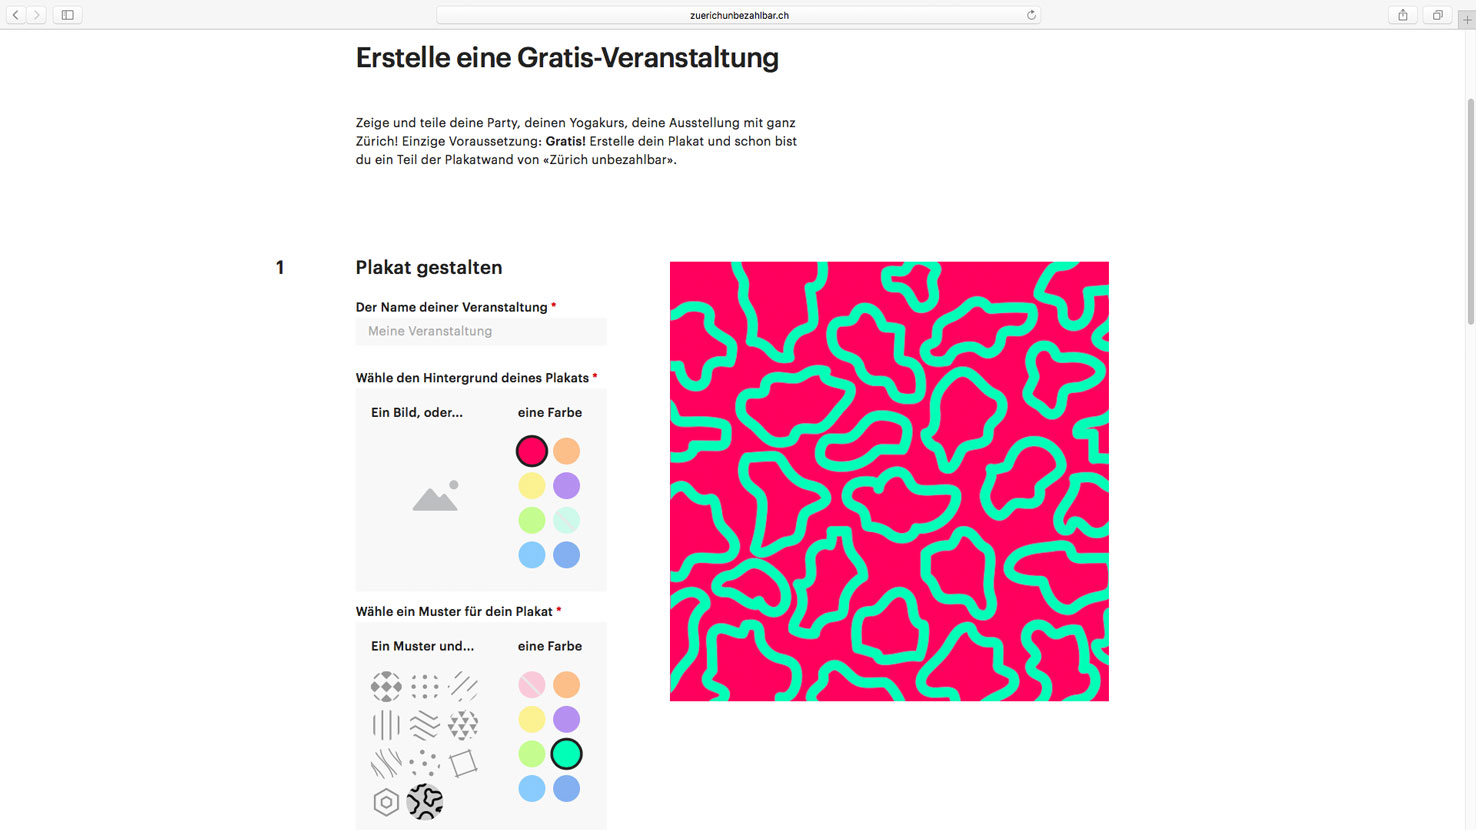 zuerichunbezahlbar.ch
Erstelle eine Gratis-Veranstaltung
Zeige und teile deine Party, deinen Yogakurs, deine Ausstellung mit ganz
Zürich! Einzige Voraussetzung: Gratis! Erstelle dein Plakat und schon bist
du ein Teil der Plakatwand von «Zürich unbezahlbar».
1
Plakat gestalten
Der Name deiner Veranstaltung *
Meine Veranstaltung
Wähle den Hintergrund deines Plakats *
Ein Bild, oder...
eine Farbe
Wähle ein Muster für dein Plakat *
Ein Muster und...
eine Farbe